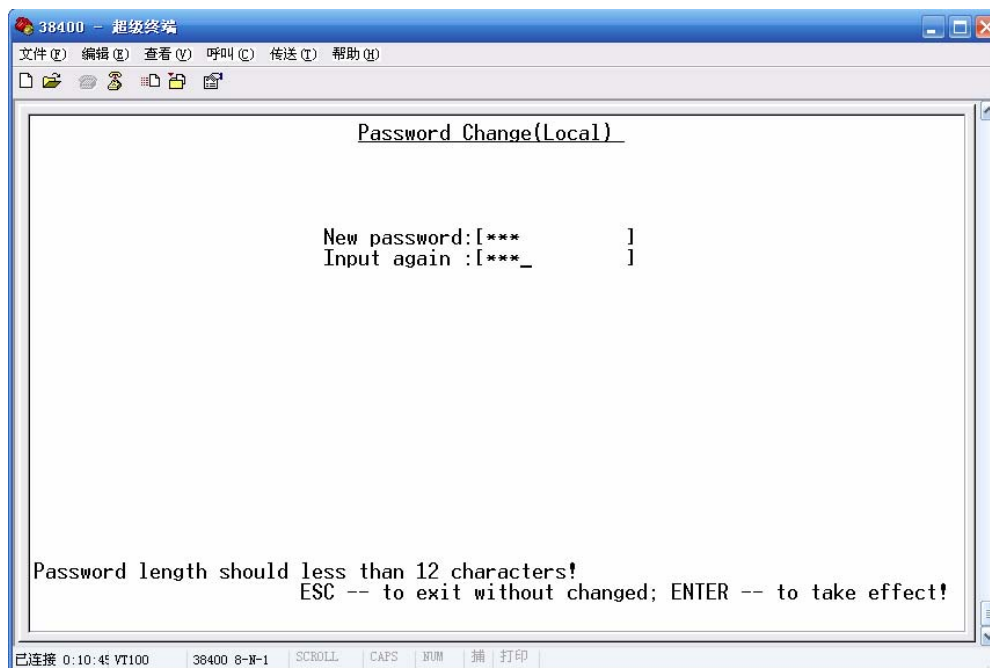 38400 - 超级终端
文件(F) 编辑(E) 查看(V) 呼叫(C) 传送(T) 帮助(H)
Password Change(Local)
New password:[*** ]
Input again :[***_ ]
Password length should less than 12 characters!
ESC -- to exit without changed; ENTER -- to take effect!
已连接 0:10:45 VT100 38400 8-N-1 SCROLL CAPS NUM 捕 打印